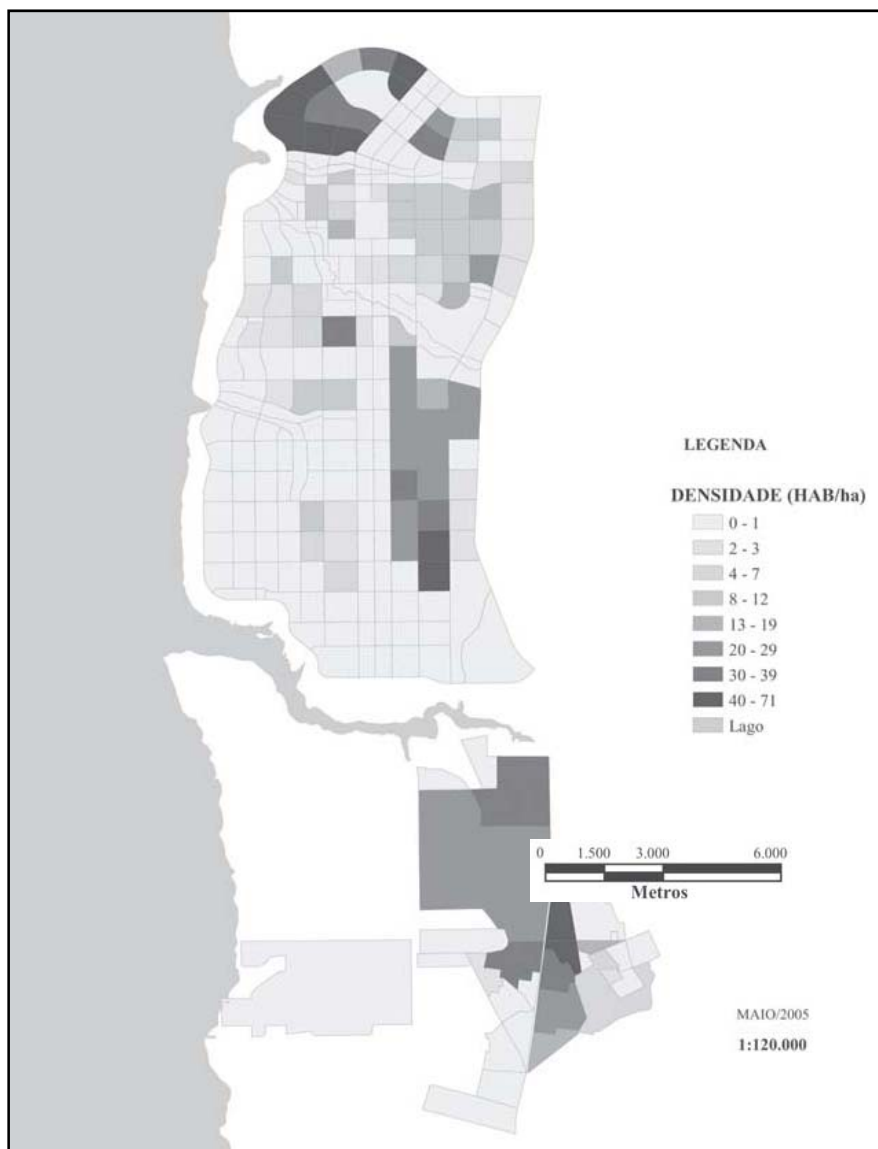 LEGENDA
DENSIDADE (HAB/ha)
0 - 1
2 - 3
4 - 7
8 - 12
13 - 19
20 - 29
30 - 39
40 - 71
Lago
0 1.500 3.000 6.000
Metros
MAIO/2005
1:120.000